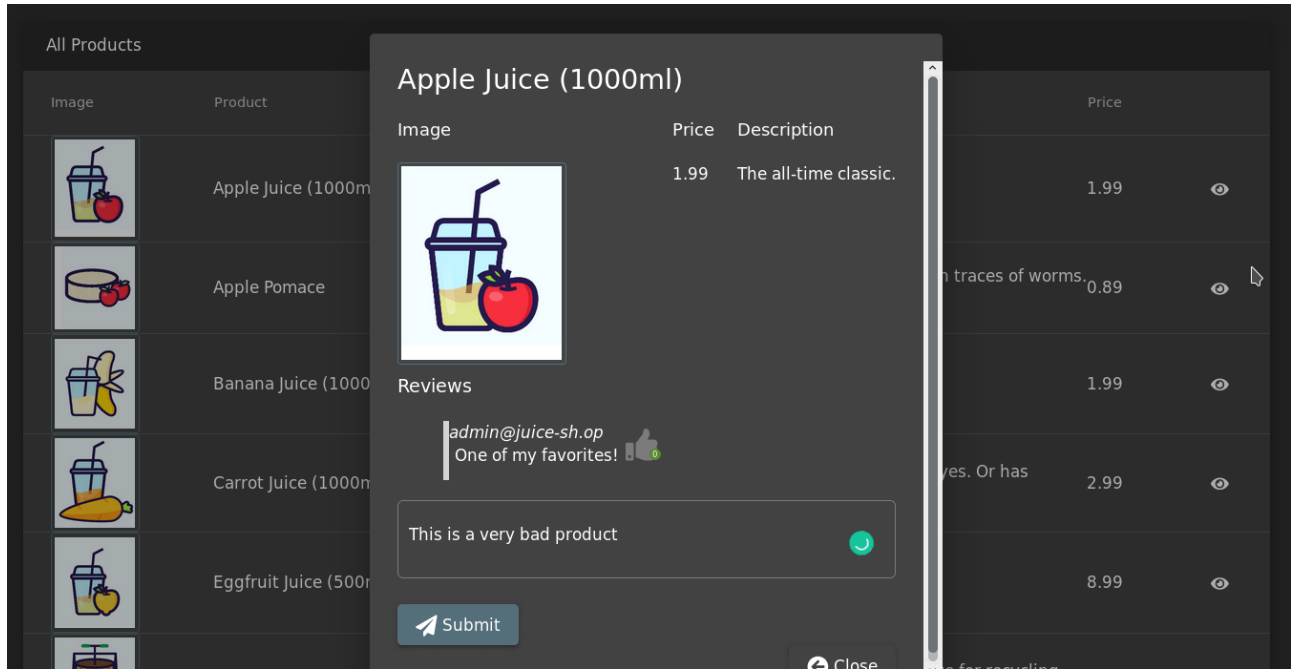 All Products
Image Product Price
Apple Juice (1000m 1.99
Apple Pomace n traces of worms. 0.89
Banana Juice (1000 1.99
Carrot Juice (1000m yes. Or has 2.99
Eggfruit Juice (500m 8.99
Apple Juice (1000ml)
Image Price Description
1.99 The all-time classic.
Reviews
admin@juice-sh.op
One of my favorites! 0
This is a very bad product
Submit
Close
for recycling